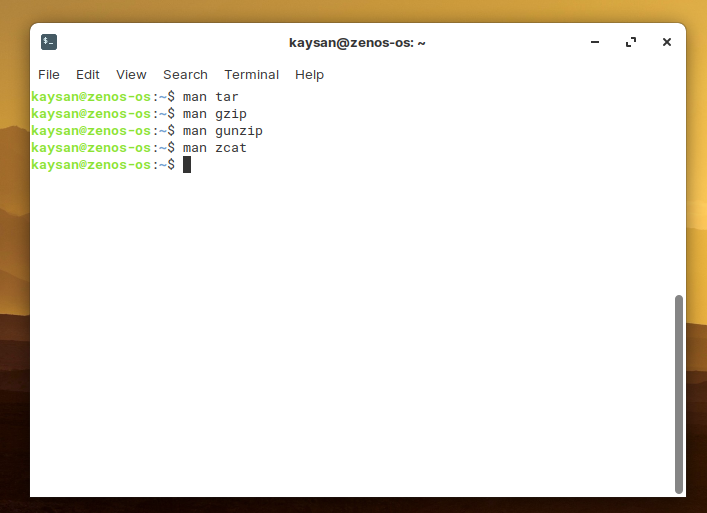 kaysan@zenos-os: ~
File Edit View Search Terminal Help
kaysan@zenos-os:~$ man tar
kaysan@zenos-os:~$ man gzip
kaysan@zenos-os:~$ man gunzip
kaysan@zenos-os:~$ man zcat
kaysan@zenos-os:~$